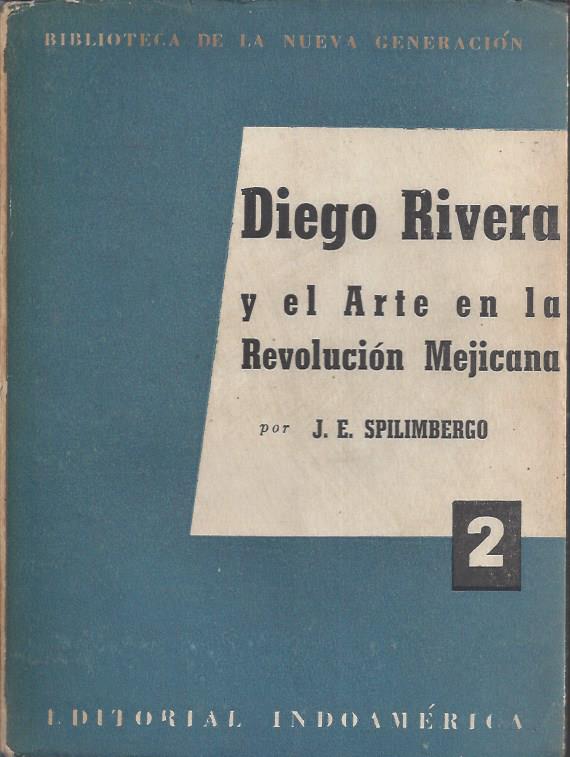 BIBLIOTECA DE LA NUEVA GENERACIÓN
Diego Rivera
y el Arte en la
Revolución Mejicana
por J. E. SPILIMBERGO
2
EDITORIAL INDOAMÉRICA